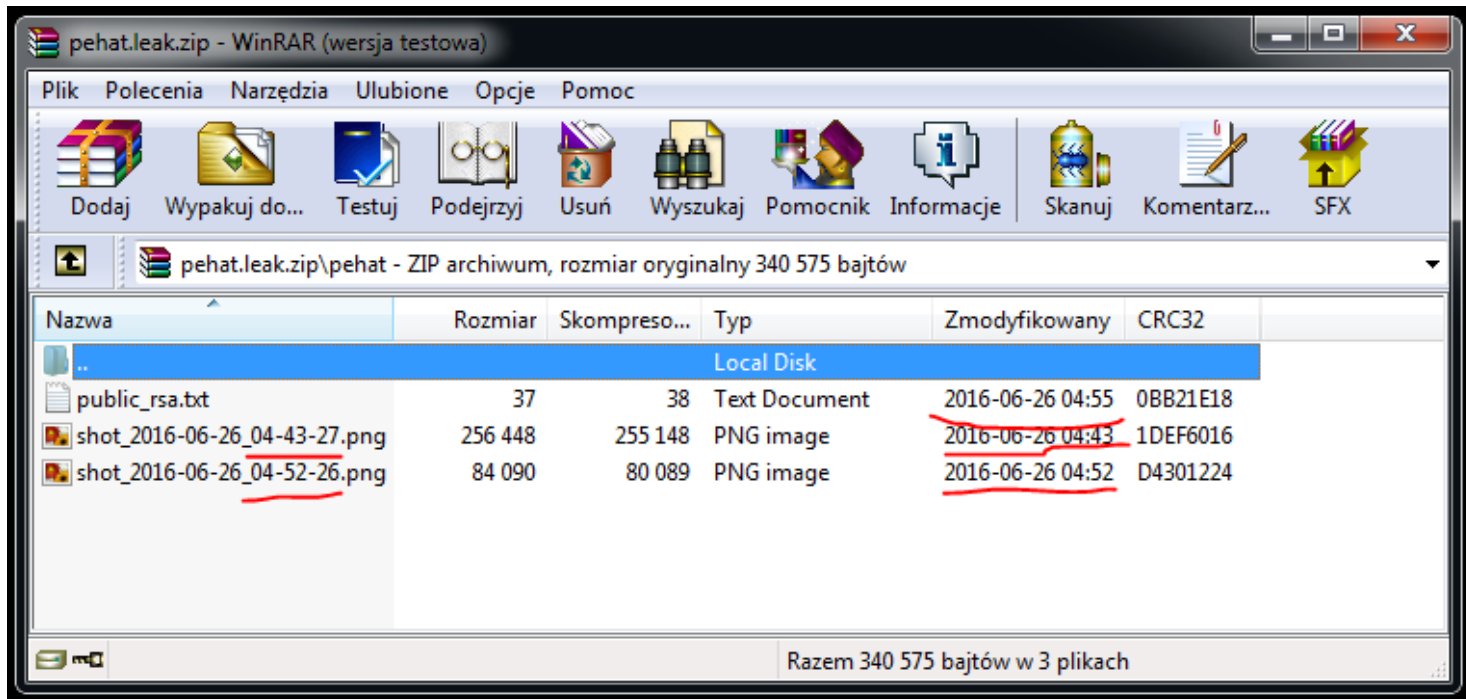 pehat.leak.zip - WinRAR (wersja testowa)
Plik Polecenia Narzędzia Ulubione Opcje Pomoc
Dodaj Wypakuj do... Testuj Podejrzyj Usuń Wyszukaj Pomocnik Informacje Skanuj Komentarz... SFX
pehat.leak.zip\pehat - ZIP archiwum, rozmiar oryginalny 340 575 bajtów
Nazwa Rozmiar Skompreso... Typ Zmodyfikowany CRC32
.. Local Disk
public_rsa.txt 37 38 Text Document 2016-06-26 04:55 0BB21E18
shot_2016-06-26_04-43-27.png 256 448 255 148 PNG image 2016-06-26 04:43 1DEF6016
shot_2016-06-26_04-52-26.png 84 090 80 089 PNG image 2016-06-26 04:52 D4301224
Razem 340 575 bajtów w 3 plikach